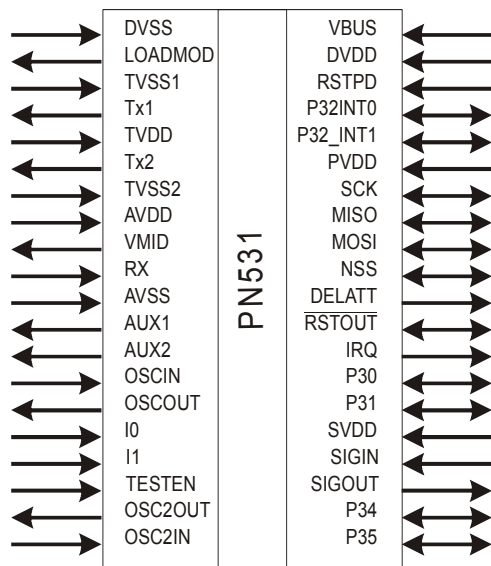 DVSS
LOADMOD
TVSS1
Tx1
TVDD
Tx2
TVSS2
AVDD
VMID
RX
AVSS
AUX1
AUX2
OSCIN
OSCOUT
I0
I1
TESTEN
OSC2OUT
OSC2IN
PN531
VBUS
DVDD
RSTPD
P32INT0
P32_INT1
PVDD
SCK
MISO
MOSI
NSS
DELATT
RSTOUT
IRQ
P30
P31
SVDD
SIGIN
SIGOUT
P34
P35